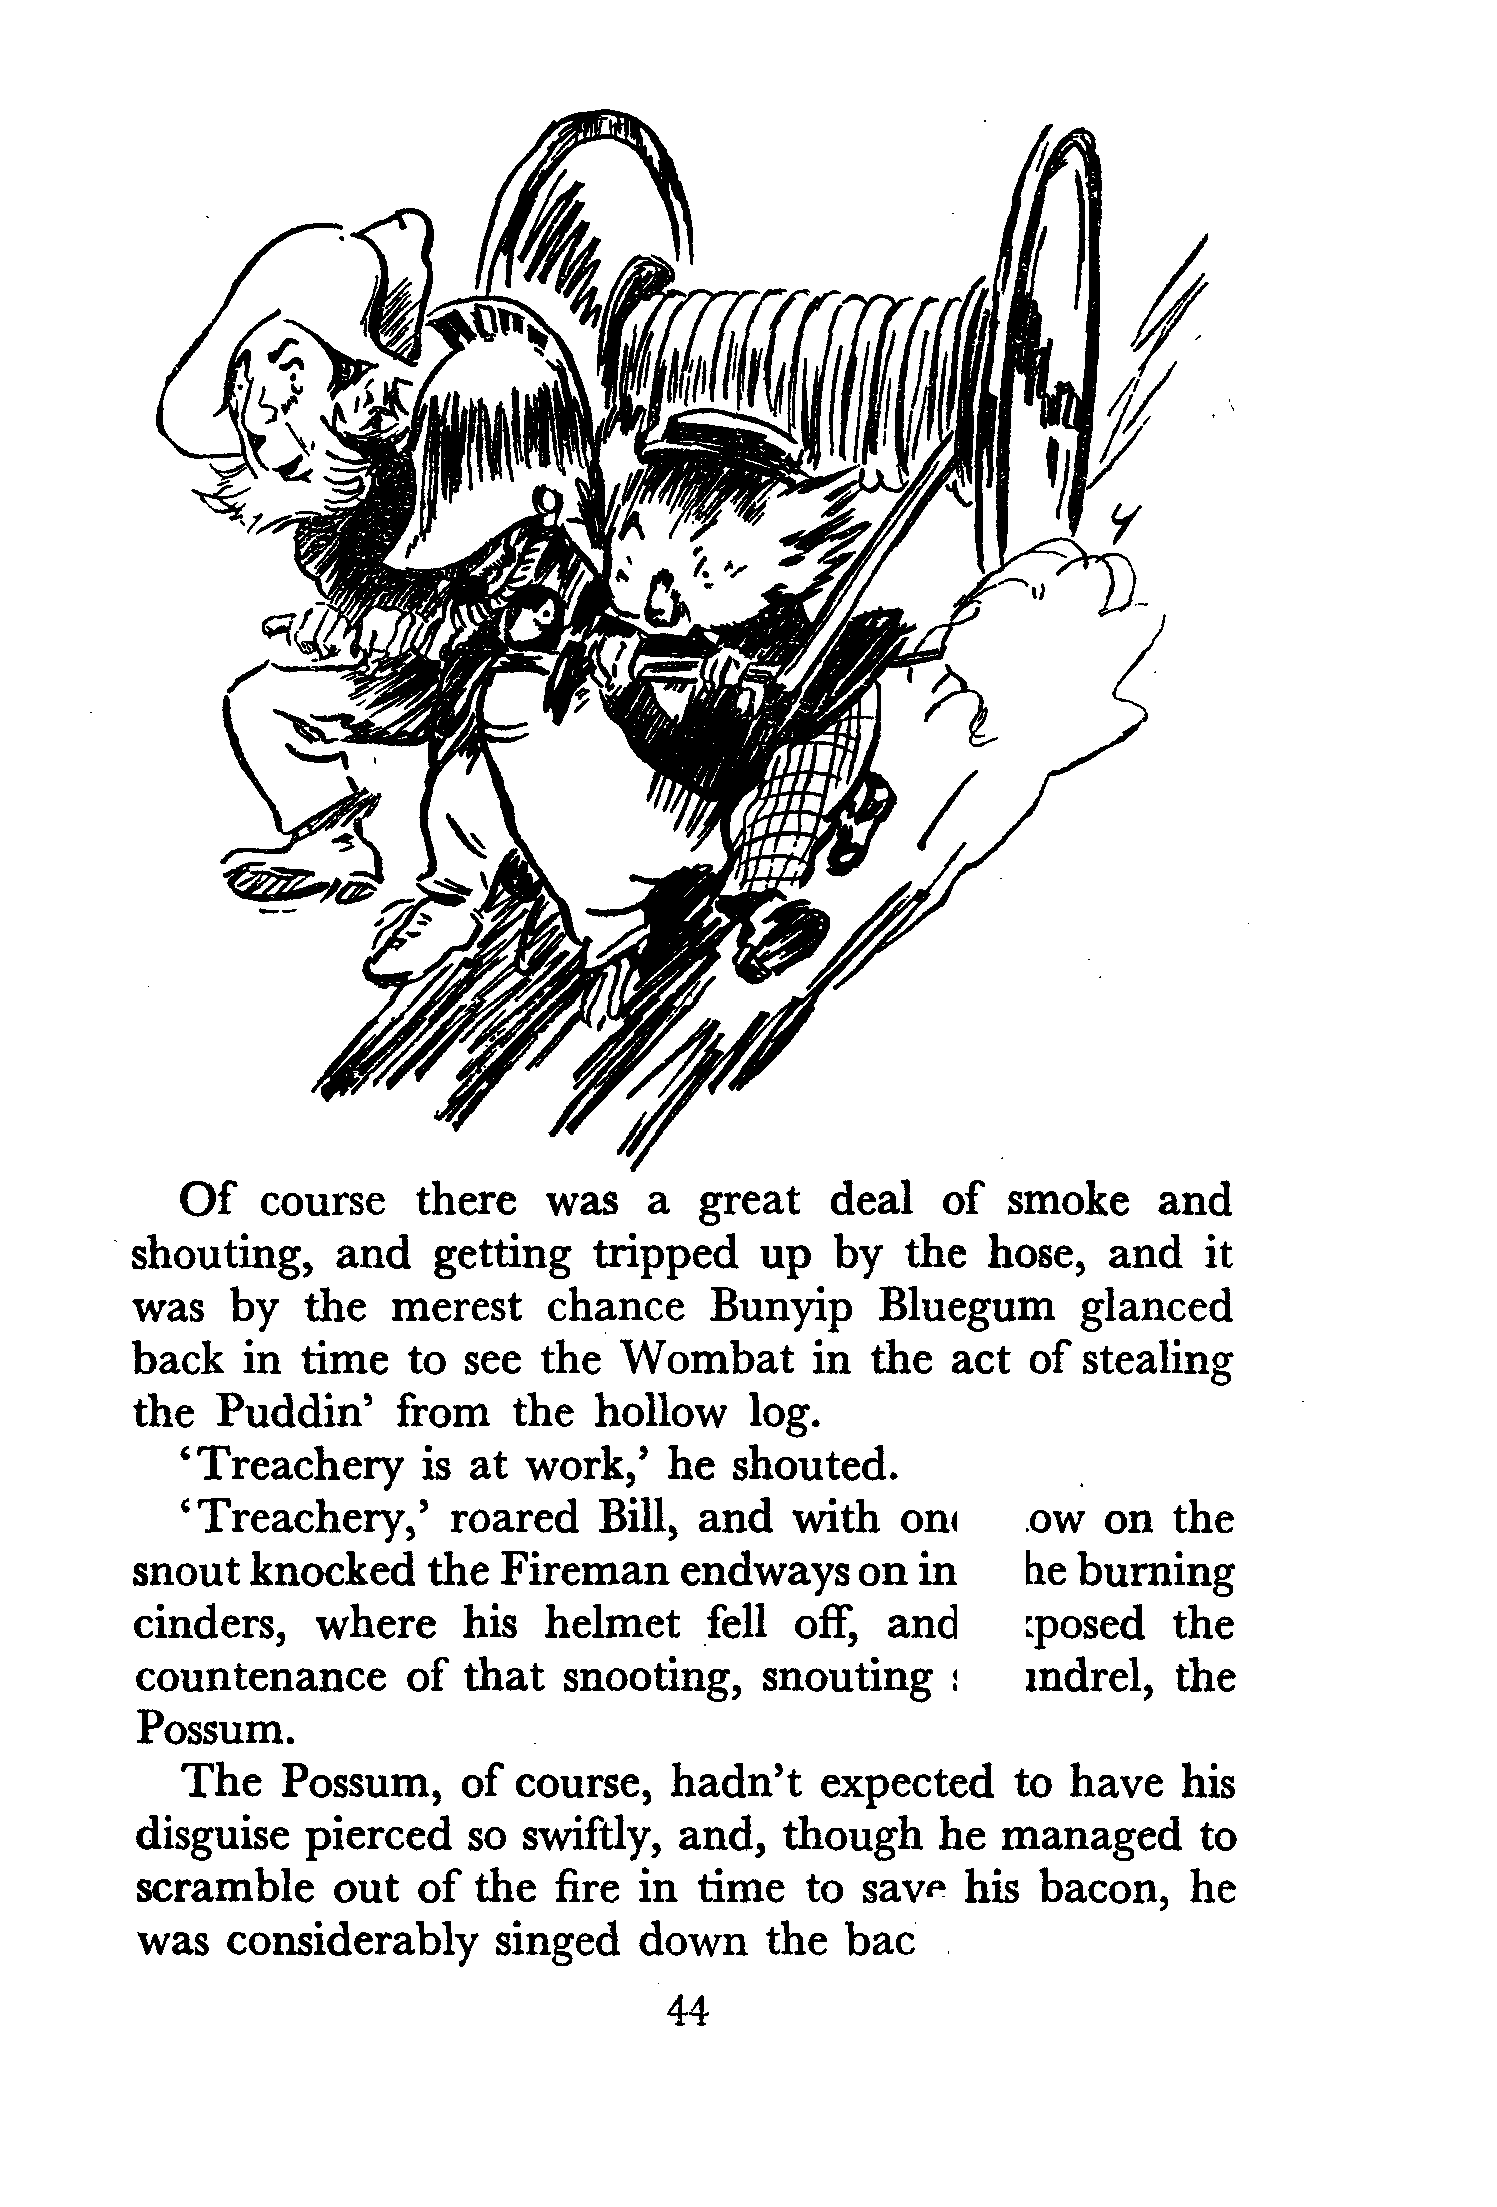 Of course there was a great deal of smoke and
shouting, and getting tripped up by the hose, and it
was by the merest chance Bunyip Bluegum glanced
back in time to see the Wombat in the act of stealing
the Puddin’ from the hollow log.
‘Treachery is at work,’ he shouted.
‘Treachery,’ roared Bill, and with on ow on the
snout knocked the Fireman endways on in he burning
cinders, where his helmet fell off, and posed the
countenance of that snooting, snouting ndrel, the
Possum.
The Possum, of course, hadn’t expected to have his
disguise pierced so swiftly, and, though he managed to
scramble out of the fire in time to save his bacon, he
was considerably singed down the bac
44